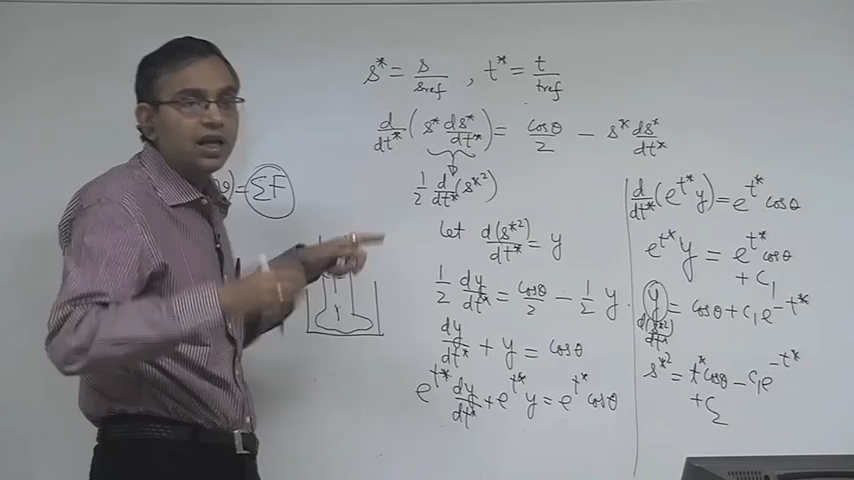 s* = s/sref , t* = t/tref
d/dt* ( s* ds*/dt* ) = cosθ/2 − s* ds*/dt*
1/2 d/dt* (s*²)
let d(s*²)/dt* = y
1/2 dy/dt* = cosθ/2 − 1/2 y
dy/dt* + y = cosθ
e^t* dy/dt* + e^t* y = e^t* cosθ
d/dt* (e^t* y) = e^t* cosθ
e^t* y = e^t* cosθ
+ C₁
y = cosθ + C₁ e^−t*
d(s*²)/dt*
s*² = t* cosθ − C₁ e^−t*
+ C₂
) = ΣF